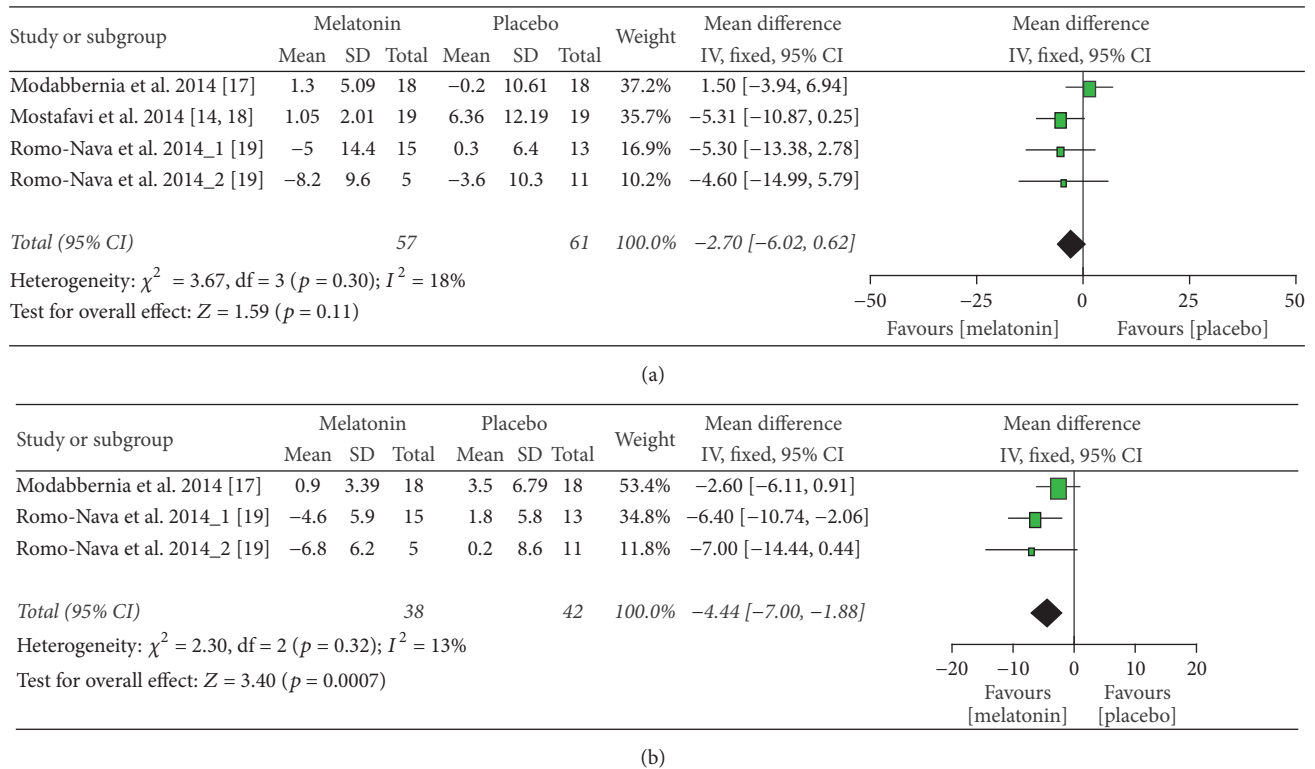 Study or subgroup Melatonin Placebo Weight Mean difference Mean difference
Mean SD Total Mean SD Total IV, fixed, 95% CI IV, fixed, 95% CI
Modabbernia et al. 2014 [17] 1.3 5.09 18 −0.2 10.61 18 37.2% 1.50 [−3.94, 6.94]
Mostafavi et al. 2014 [14, 18] 1.05 2.01 19 6.36 12.19 19 35.7% −5.31 [−10.87, 0.25]
Romo-Nava et al. 2014_1 [19] −5 14.4 15 0.3 6.4 13 16.9% −5.30 [−13.38, 2.78]
Romo-Nava et al. 2014_2 [19] −8.2 9.6 5 −3.6 10.3 11 10.2% −4.60 [−14.99, 5.79]
Total (95% CI) 57 61 100.0% −2.70 [−6.02, 0.62]
Heterogeneity: χ² = 3.67, df = 3 (p = 0.30); I² = 18%
Test for overall effect: Z = 1.59 (p = 0.11)
−50 −25 0 25 50
Favours [melatonin] Favours [placebo]
(a)
Study or subgroup Melatonin Placebo Weight Mean difference Mean difference
Mean SD Total Mean SD Total IV, fixed, 95% CI IV, fixed, 95% CI
Modabbernia et al. 2014 [17] 0.9 3.39 18 3.5 6.79 18 53.4% −2.60 [−6.11, 0.91]
Romo-Nava et al. 2014_1 [19] −4.6 5.9 15 1.8 5.8 13 34.8% −6.40 [−10.74, −2.06]
Romo-Nava et al. 2014_2 [19] −6.8 6.2 5 0.2 8.6 11 11.8% −7.00 [−14.44, 0.44]
Total (95% CI) 38 42 100.0% −4.44 [−7.00, −1.88]
Heterogeneity: χ² = 2.30, df = 2 (p = 0.32); I² = 13%
Test for overall effect: Z = 3.40 (p = 0.0007)
−20 −10 0 10 20
Favours Favours
[melatonin] [placebo]
(b)